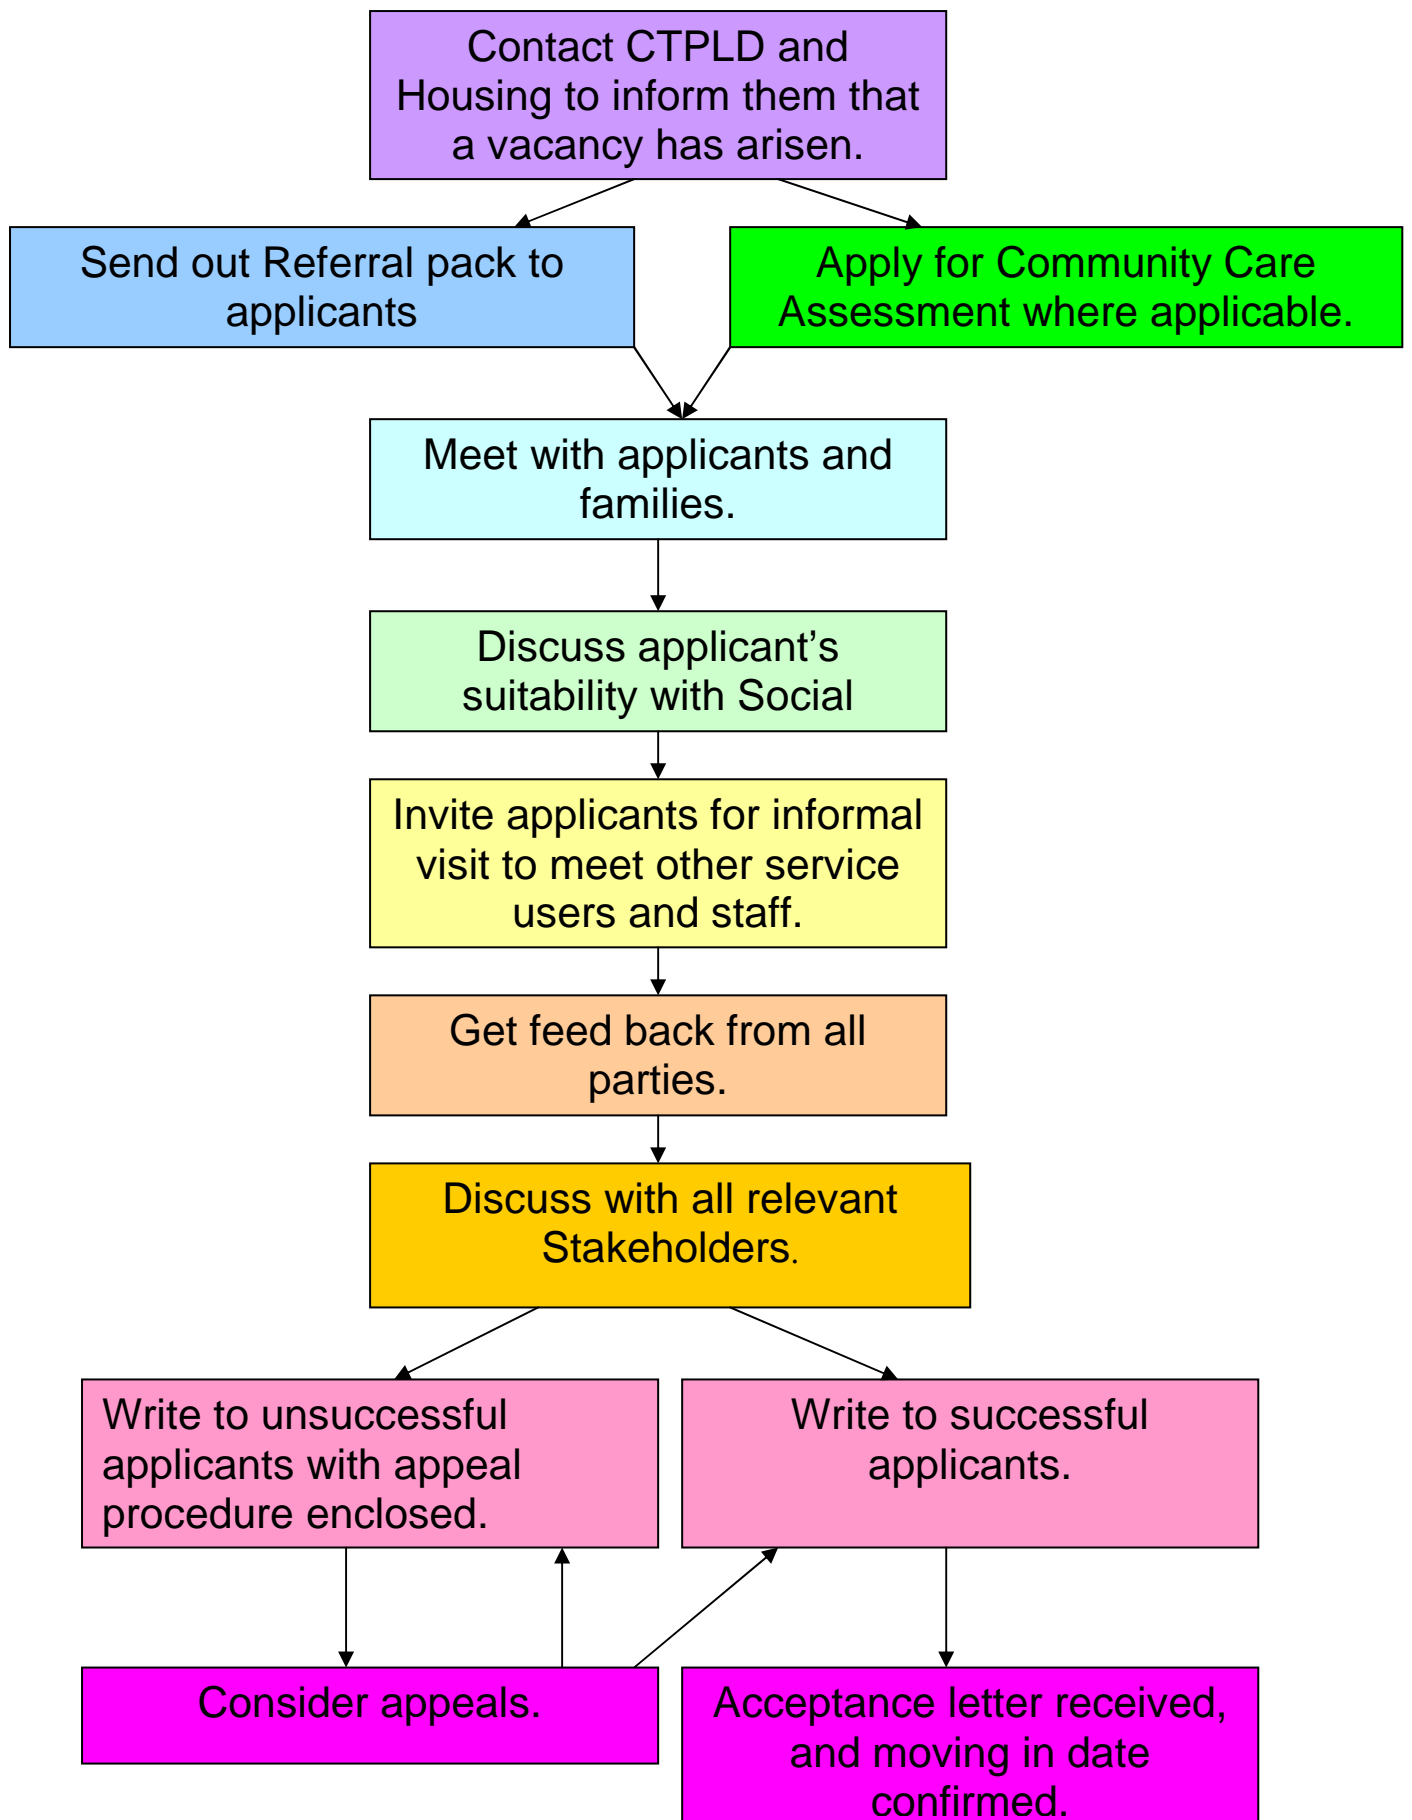 Contact CTPLD and
Housing to inform them that
a vacancy has arisen.
Send out Referral pack to
applicants
Apply for Community Care
Assessment where applicable.
Meet with applicants and
families.
Discuss applicant’s
suitability with Social
Invite applicants for informal
visit to meet other service
users and staff.
Get feed back from all
parties.
Discuss with all relevant
Stakeholders.
Write to unsuccessful
applicants with appeal
procedure enclosed.
Write to successful
applicants.
Consider appeals.
Acceptance letter received,
and moving in date
confirmed.